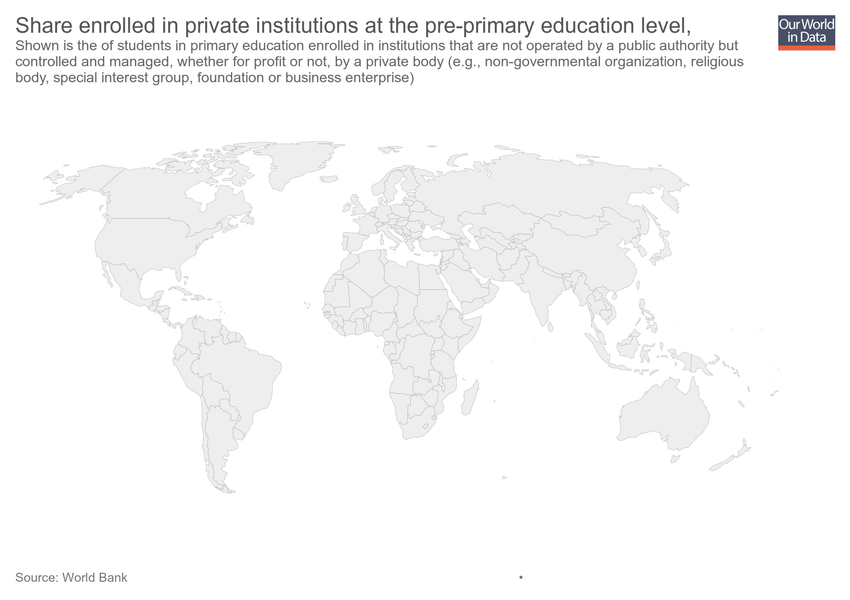 Share enrolled in private institutions at the pre-primary education level,
Our World
in Data
Shown is the of students in primary education enrolled in institutions that are not operated by a public authority but
controlled and managed, whether for profit or not, by a private body (e.g., non-governmental organization, religious
body, special interest group, foundation or business enterprise)
Source: World Bank